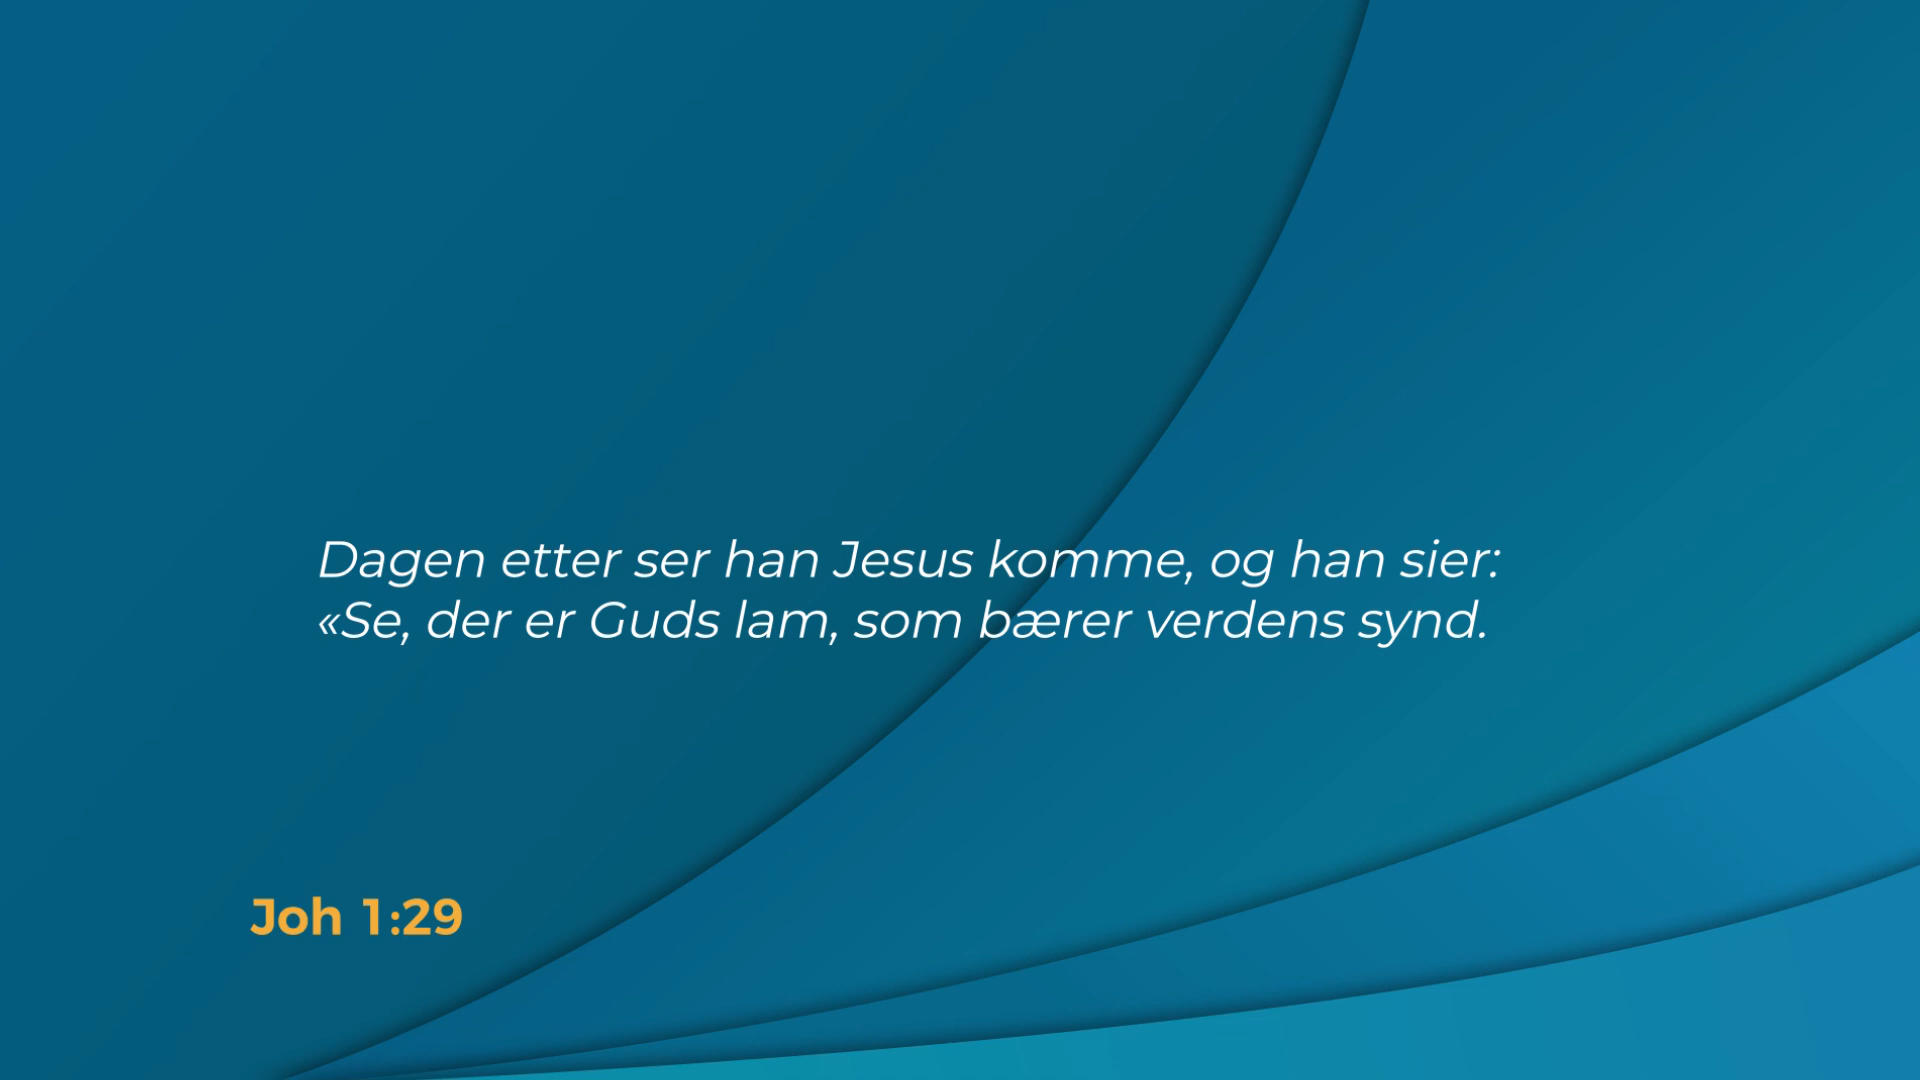 Dagen etter ser han Jesus komme, og han sier:
«Se, der er Guds lam, som bærer verdens synd.
Joh 1:29